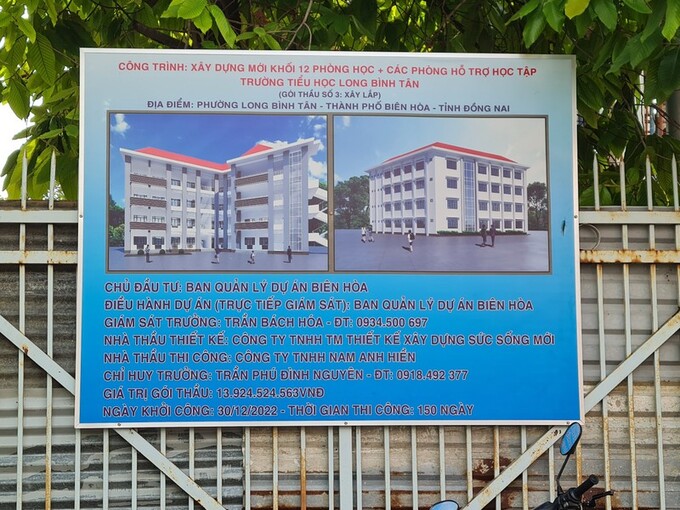 CÔNG TRÌNH: XÂY DỰNG MỚI KHỐI 12 PHÒNG HỌC + CÁC PHÒNG HỖ TRỢ HỌC TẬP
TRƯỜNG TIỂU HỌC LONG BÌNH TÂN
(GÓI THẦU SỐ 3: XÂY LẮP)
ĐỊA ĐIỂM: PHƯỜNG LONG BÌNH TÂN - THÀNH PHỐ BIÊN HÒA - TỈNH ĐỒNG NAI
CHỦ ĐẦU TƯ: BAN QUẢN LÝ DỰ ÁN BIÊN HÒA
ĐIỀU HÀNH DỰ ÁN (TRỰC TIẾP GIÁM SÁT): BAN QUẢN LÝ DỰ ÁN BIÊN HÒA
GIÁM SÁT TRƯỞNG: TRẦN BÁCH HÒA - ĐT: 0934.500 697
NHÀ THẦU THIẾT KẾ: CÔNG TY TNHH TM THIẾT KẾ XÂY DỰNG SỨC SỐNG MỚI
NHÀ THẦU THI CÔNG: CÔNG TY TNHH NAM ANH HIỂN
CHỈ HUY TRƯỞNG: TRẦN PHÚ ĐÌNH NGUYÊN - ĐT: 0918.492 377
GIÁ TRỊ GÓI THẦU: 13.924.524.563VNĐ
NGÀY KHỞI CÔNG: 30/12/2022 - THỜI GIAN THI CÔNG: 150 NGÀY